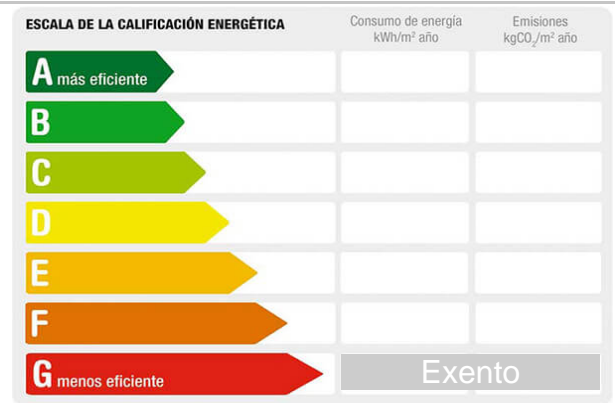 ESCALA DE LA CALIFICACIÓN ENERGÉTICA
Consumo de energía
kWh/m² año
Emisiones
kgCO₂/m² año
A más eficiente
B
C
D
E
F
G menos eficiente
Exento